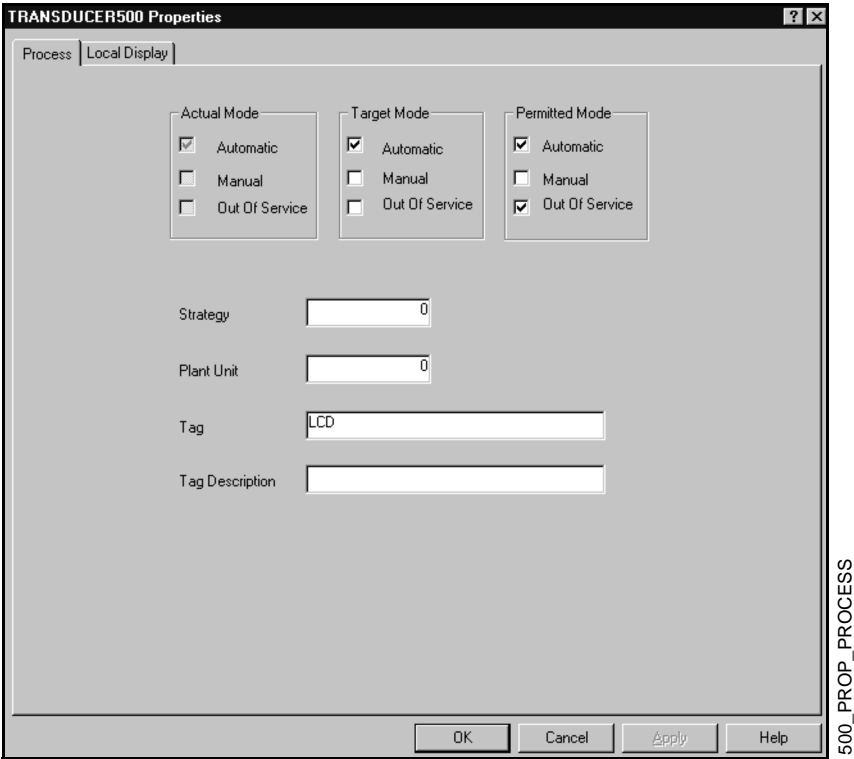 TRANSDUCER500 Properties
Process
Local Display
Actual Mode
Automatic
Manual
Out Of Service
Target Mode
Automatic
Manual
Out Of Service
Permitted Mode
Automatic
Manual
Out Of Service
Strategy
0
Plant Unit
0
Tag
LCD
Tag Description
OK
Cancel
Apply
Help
500_PROP_PROCESS